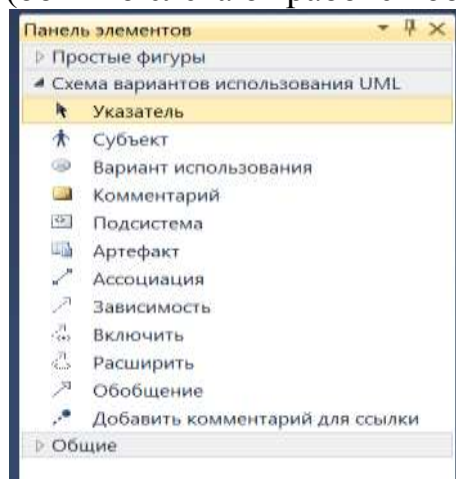 Панель элементов
Простые фигуры
Схема вариантов использования UML
Указатель
Субъект
Вариант использования
Комментарий
Подсистема
Артефакт
Ассоциация
Зависимость
Включить
Расширить
Обобщение
Добавить комментарий для ссылки
Общие